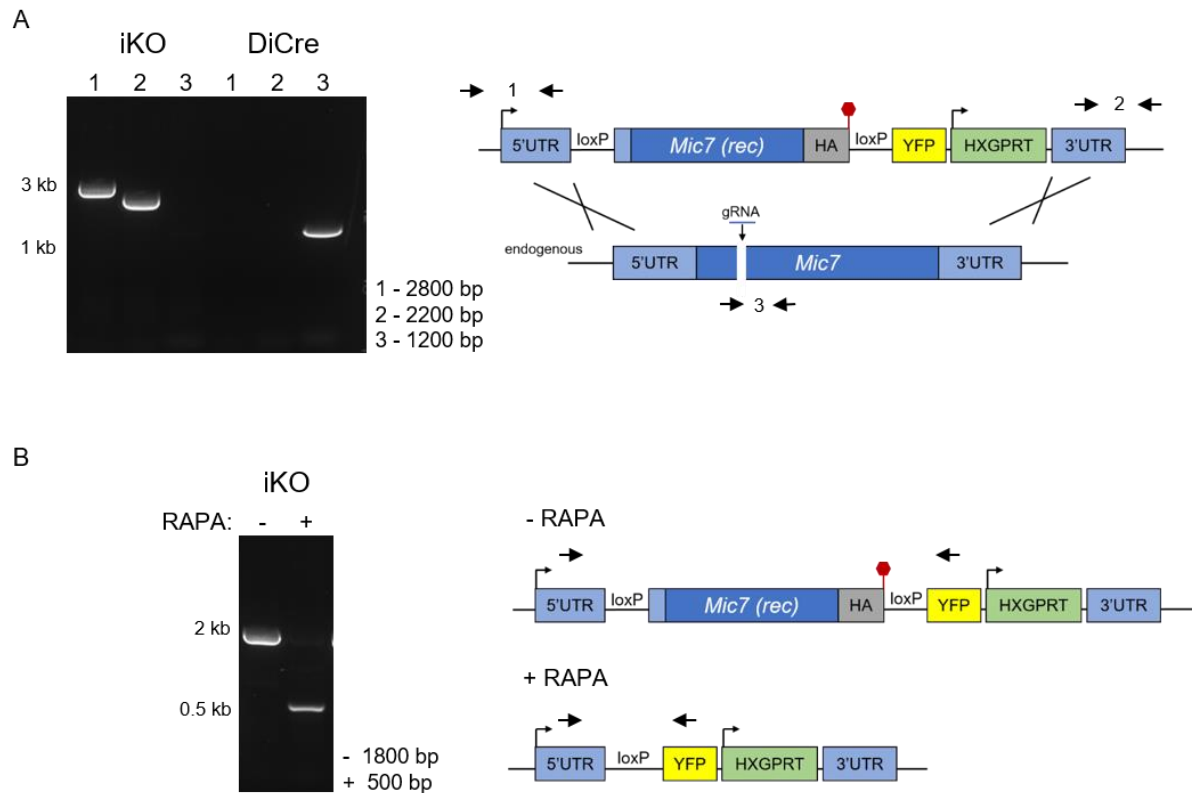 A
iKO DiCre
1 2 3 1 2 3
3 kb
1 kb
1 - 2800 bp
2 - 2200 bp
3 - 1200 bp
1
2
5'UTR loxP Mic7 (rec) HA loxP YFP HXGPRT 3'UTR
gRNA
endogenous
5'UTR Mic7 3'UTR
3
B
iKO
RAPA: - +
2 kb
0.5 kb
- 1800 bp
+ 500 bp
- RAPA
5'UTR loxP Mic7 (rec) HA loxP YFP HXGPRT 3'UTR
+ RAPA
5'UTR loxP YFP HXGPRT 3'UTR